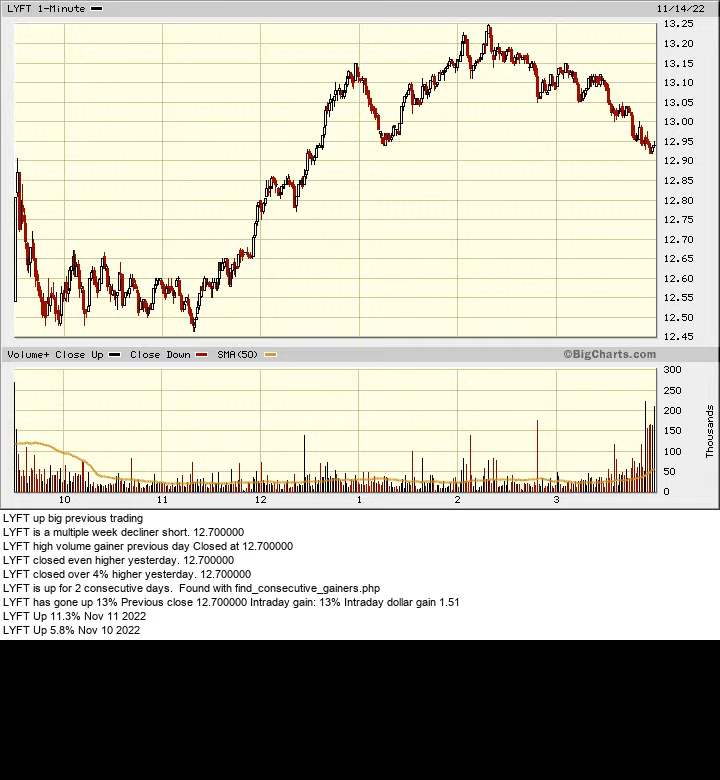 LYFT 1-Minute 11/14/22
13.25
13.20
13.15
13.10
13.05
13.00
12.95
12.90
12.85
12.80
12.75
12.70
12.65
12.60
12.55
12.50
12.45
Volume+ Close Up Close Down SMA(50) ©BigCharts.com
300
250
200
150
100
50
0
Thousands
10 11 12 1 2 3
LYFT up big previous trading
LYFT is a multiple week decliner short. 12.700000
LYFT high volume gainer previous day Closed at 12.700000
LYFT closed even higher yesterday. 12.700000
LYFT closed over 4% higher yesterday. 12.700000
LYFT is up for 2 consecutive days. Found with find_consecutive_gainers.php
LYFT has gone up 13% Previous close 12.700000 Intraday gain: 13% Intraday dollar gain 1.51
LYFT Up 11.3% Nov 11 2022
LYFT Up 5.8% Nov 10 2022